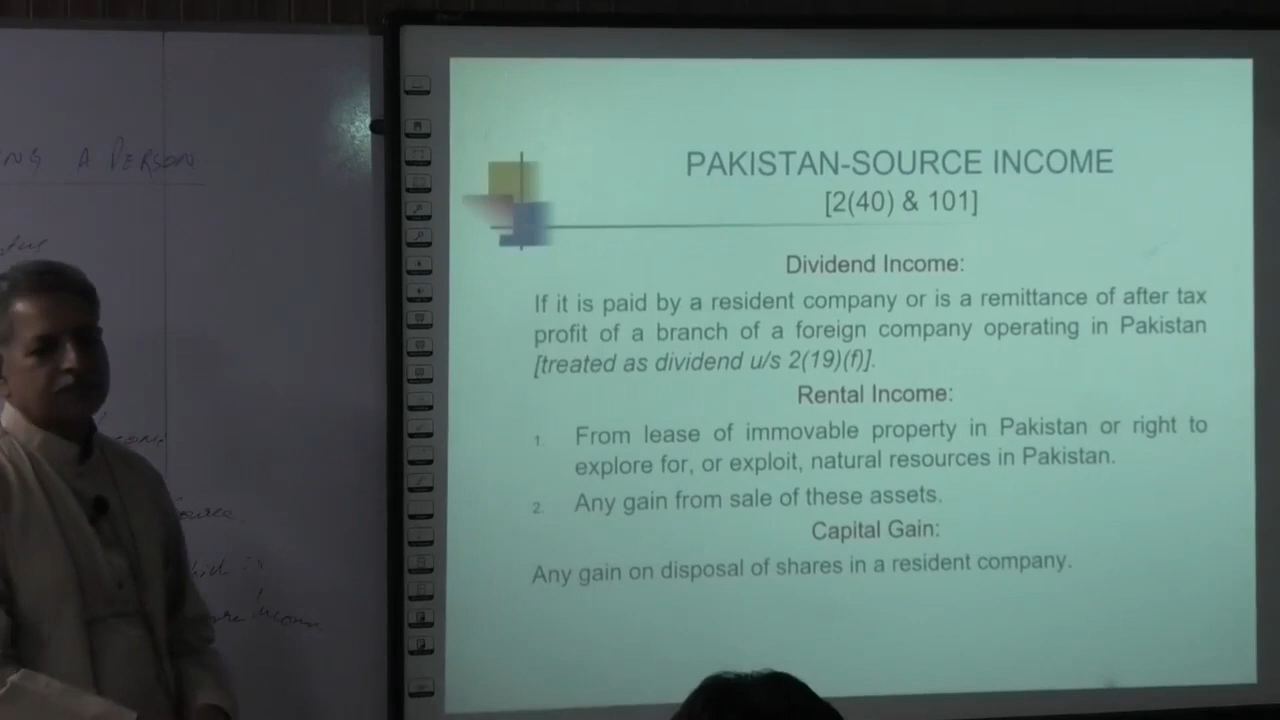 A PERSON
PAKISTAN-SOURCE INCOME
[2(40) & 101]
Dividend Income:
If it is paid by a resident company or is a remittance of after tax
profit of a branch of a foreign company operating in Pakistan
[treated as dividend u/s 2(19)(f)].
Rental Income:
1. From lease of immovable property in Pakistan or right to
explore for, or exploit, natural resources in Pakistan.
2. Any gain from sale of these assets.
Capital Gain:
Any gain on disposal of shares in a resident company.
Income